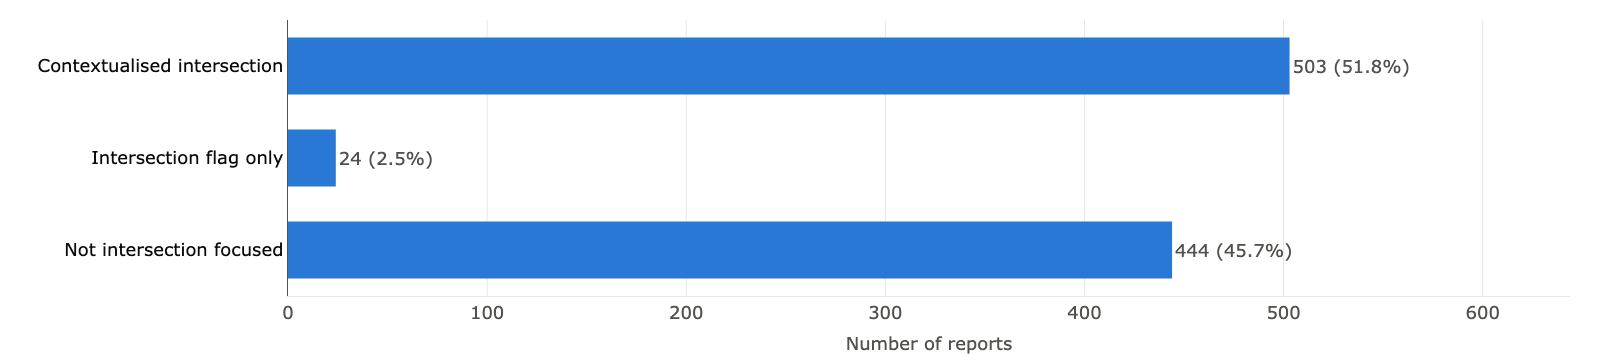 Contextualised intersection
503 (51.8%)
Intersection flag only
24 (2.5%)
Not intersection focused
444 (45.7%)
0 100 200 300 400 500 600
Number of reports